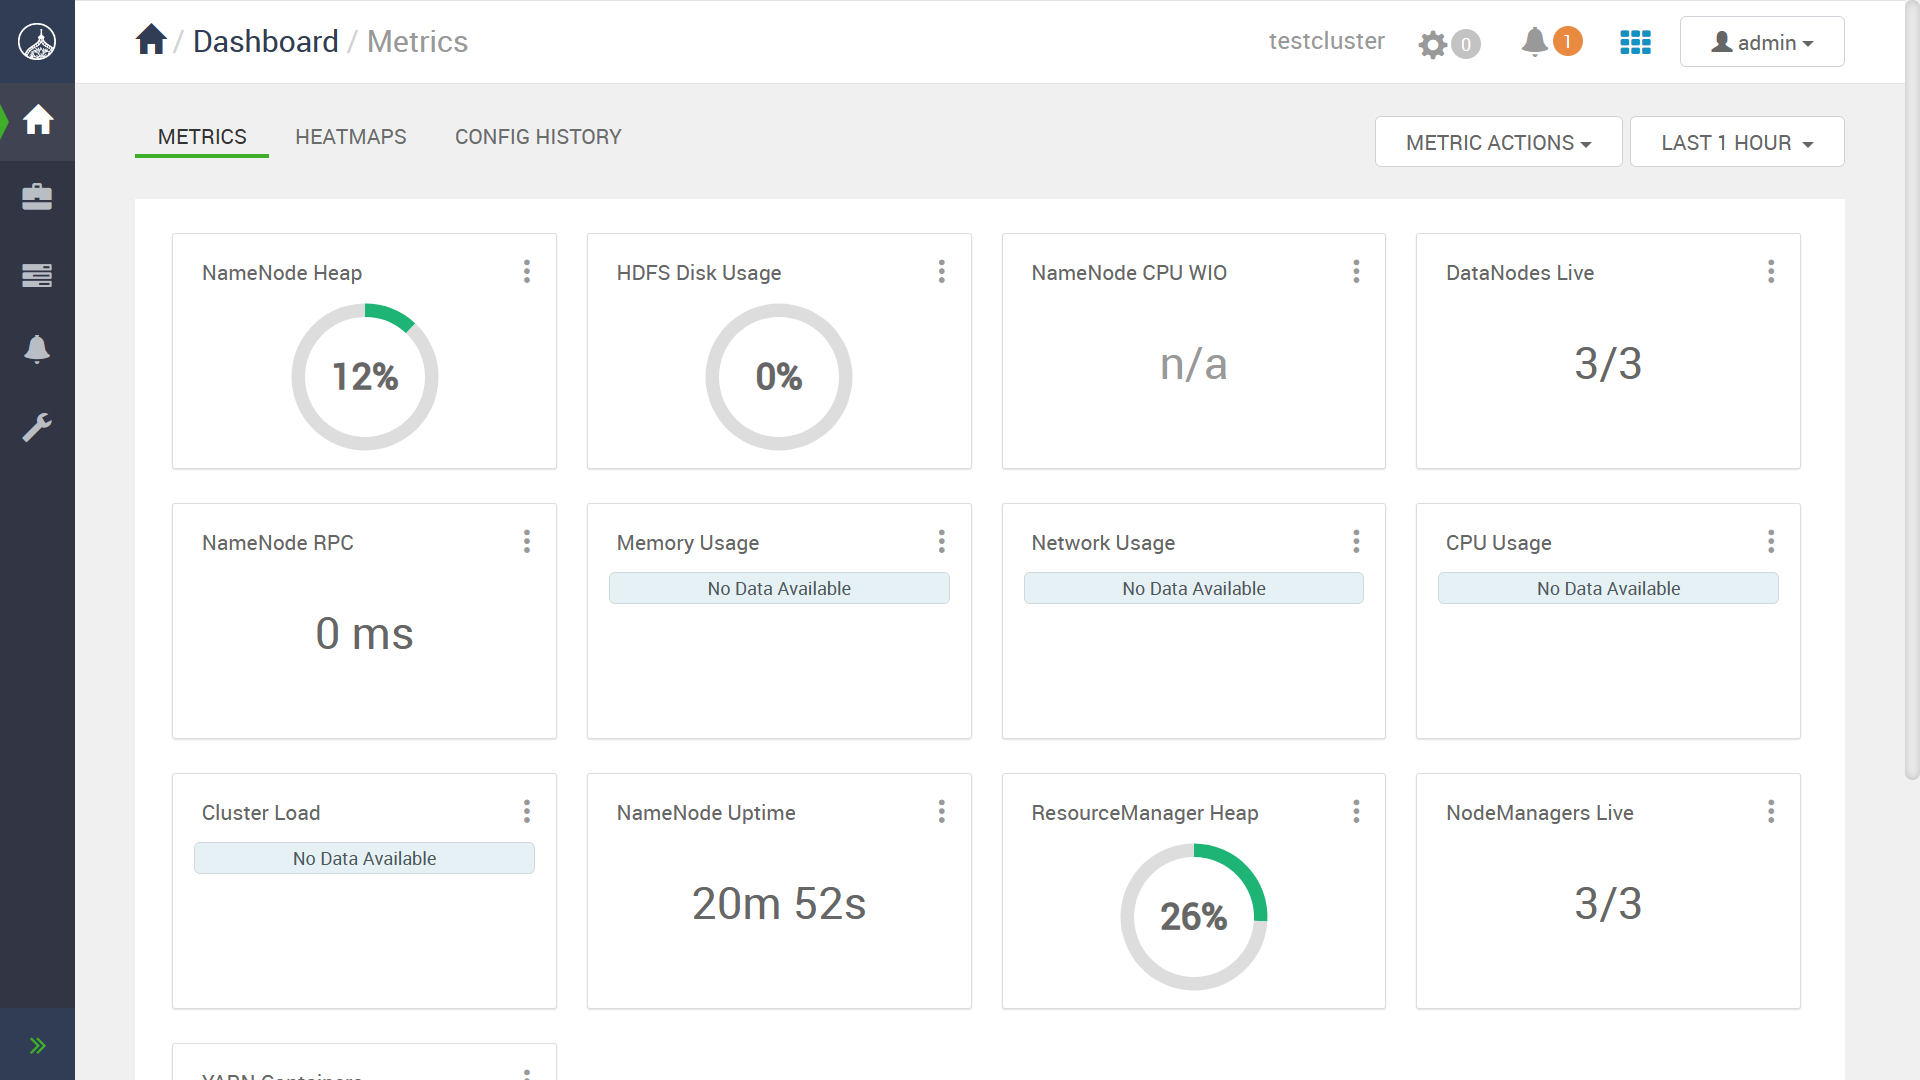 / Dashboard / Metrics
testcluster
0
1
admin
METRICS
HEATMAPS
CONFIG HISTORY
METRIC ACTIONS
LAST 1 HOUR
NameNode Heap
12%
HDFS Disk Usage
0%
NameNode CPU WIO
n/a
DataNodes Live
3/3
NameNode RPC
0 ms
Memory Usage
No Data Available
Network Usage
No Data Available
CPU Usage
No Data Available
Cluster Load
No Data Available
NameNode Uptime
20m 52s
ResourceManager Heap
26%
NodeManagers Live
3/3
YARN Containers